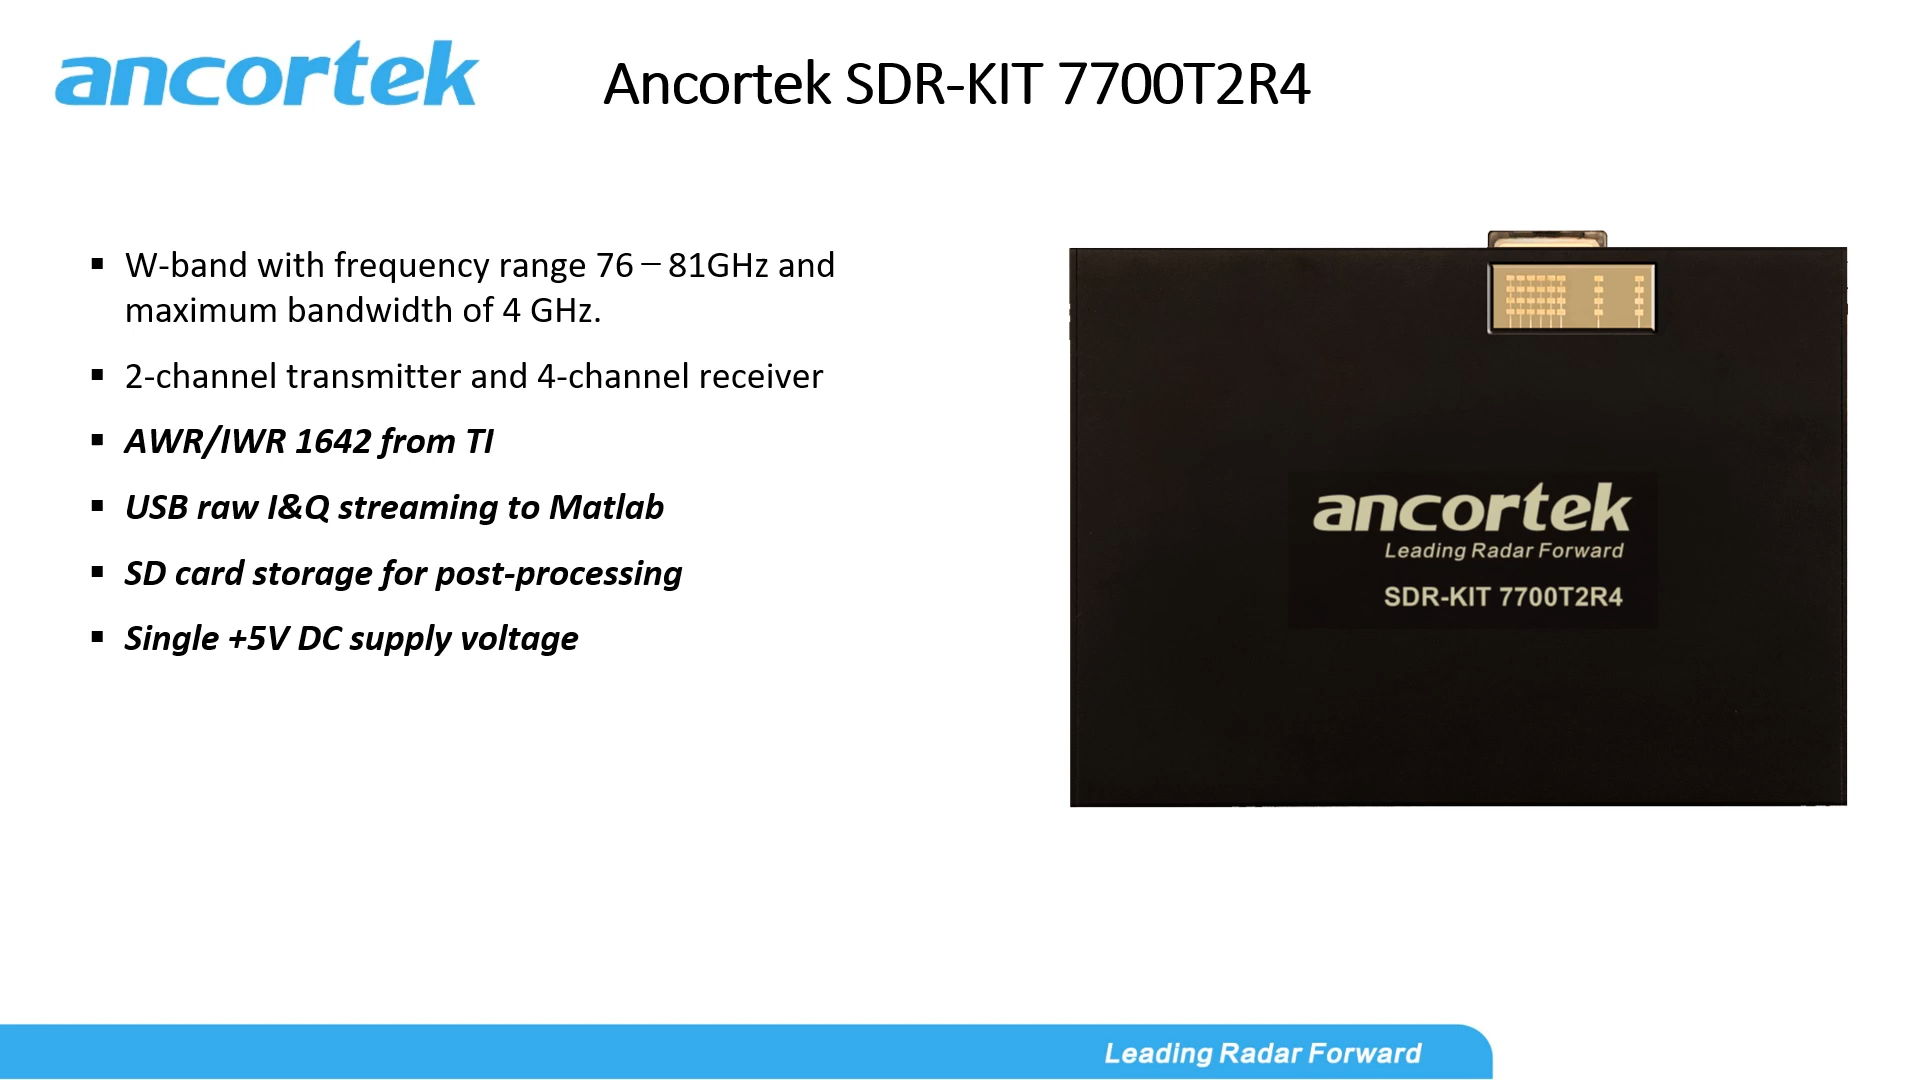 ancortek
Ancortek SDR-KIT 7700T2R4
▪ W-band with frequency range 76 – 81GHz and
maximum bandwidth of 4 GHz.
▪ 2-channel transmitter and 4-channel receiver
▪ AWR/IWR 1642 from TI
▪ USB raw I&Q streaming to Matlab
▪ SD card storage for post-processing
▪ Single +5V DC supply voltage
ancortek
Leading Radar Forward
SDR-KIT 7700T2R4
Leading Radar Forward